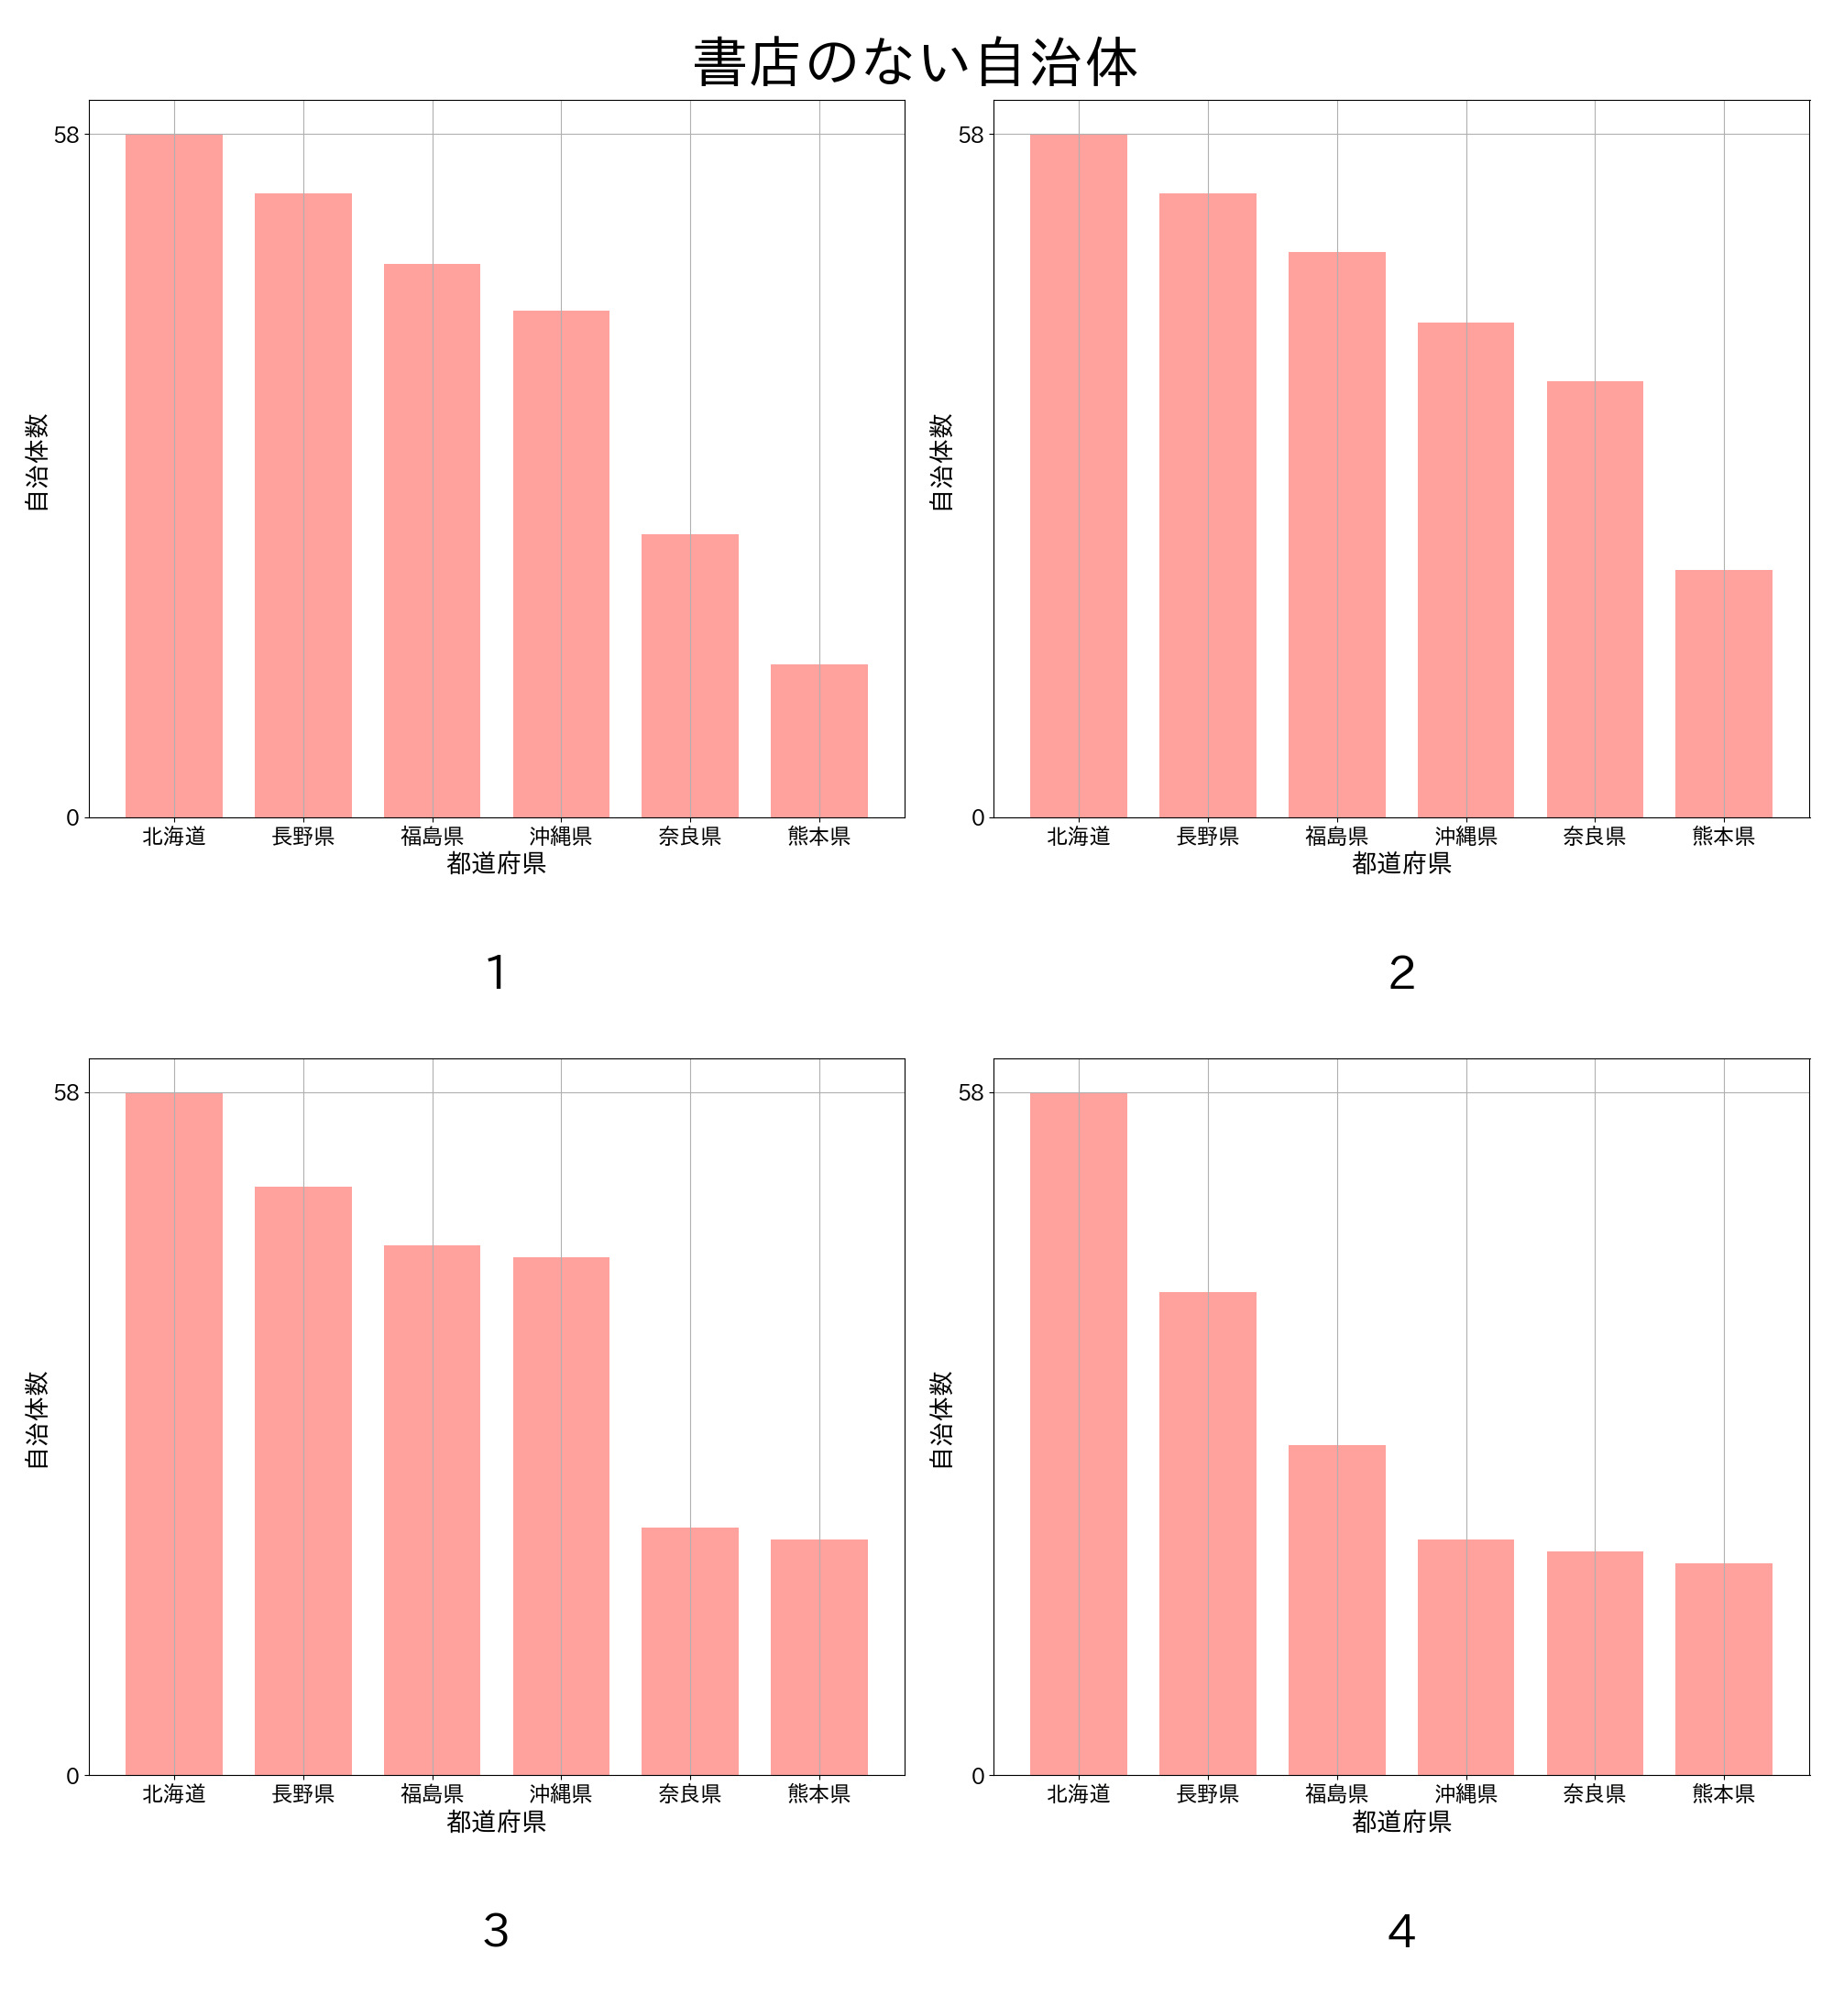 書店のない自治体
58
0
自治体数
北海道 長野県 福島県 沖縄県 奈良県 熊本県
都道府県
1
58
0
自治体数
北海道 長野県 福島県 沖縄県 奈良県 熊本県
都道府県
2
58
0
自治体数
北海道 長野県 福島県 沖縄県 奈良県 熊本県
都道府県
3
58
0
自治体数
北海道 長野県 福島県 沖縄県 奈良県 熊本県
都道府県
4